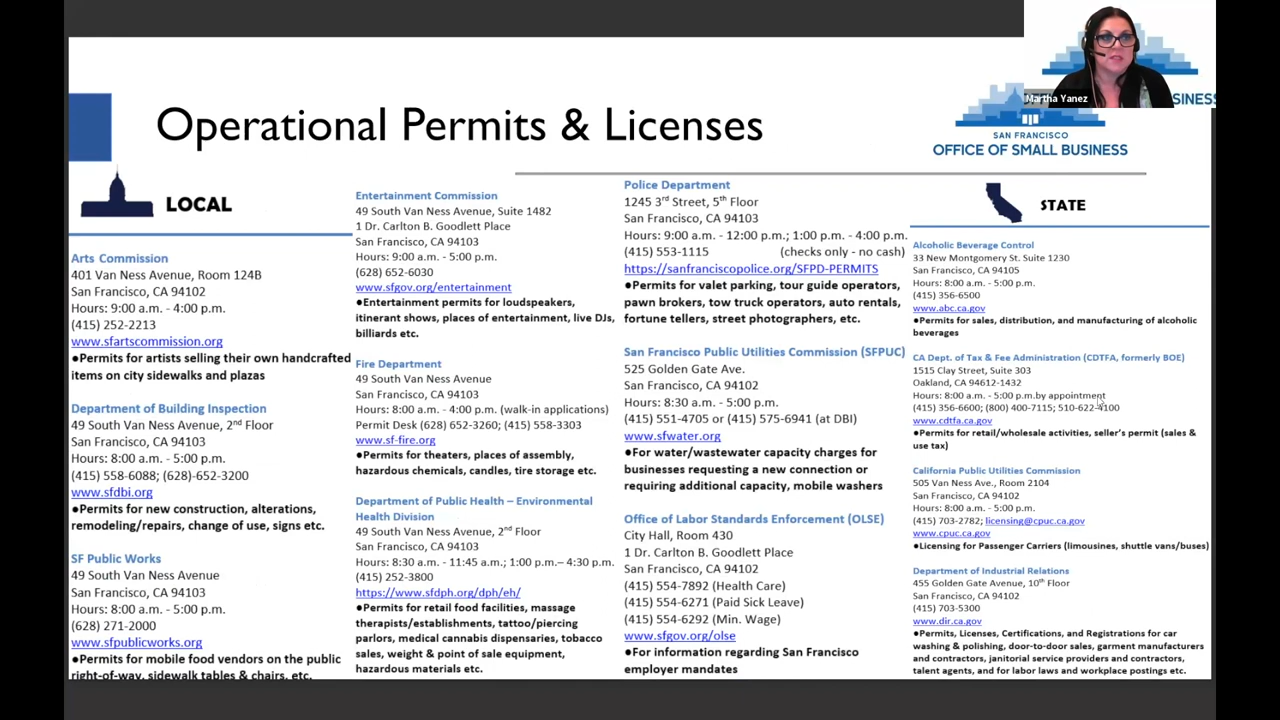 Operational Permits & Licenses
Martha Yanez
SINESS
SAN FRANCISCO
OFFICE OF SMALL BUSINESS
LOCAL
Arts Commission
401 Van Ness Avenue, Room 124B
San Francisco, CA 94102
Hours: 9:00 a.m. - 4:00 p.m.
(415) 252-2213
www.sfartscommission.org
●Permits for artists selling their own handcrafted
items on city sidewalks and plazas
Department of Building Inspection
49 South Van Ness Avenue, 2nd Floor
San Francisco, CA 94103
Hours: 8:00 a.m. - 5:00 p.m.
(415) 558-6088; (628)-652-3200
www.sfdbi.org
●Permits for new construction, alterations,
remodeling/repairs, change of use, signs etc.
SF Public Works
49 South Van Ness Avenue
San Francisco, CA 94103
Hours: 8:00 a.m. - 5:00 p.m.
(628) 271-2000
www.sfpublicworks.org
●Permits for mobile food vendors on the public
right-of-way, sidewalk tables & chairs, etc.
Entertainment Commission
49 South Van Ness Avenue, Suite 1482
1 Dr. Carlton B. Goodlett Place
San Francisco, CA 94103
Hours: 9:00 a.m. - 5:00 p.m.
(628) 652-6030
www.sfgov.org/entertainment
●Entertainment permits for loudspeakers,
itinerant shows, places of entertainment, live DJs,
billiards etc.
Fire Department
49 South Van Ness Avenue
San Francisco, CA 94103
Hours: 8:00 a.m. - 4:00 p.m. (walk-in applications)
Permit Desk (628) 652-3260; (415) 558-3303
www.sf-fire.org
●Permits for theaters, places of assembly,
hazardous chemicals, candles, tire storage etc.
Department of Public Health – Environmental
Health Division
49 South Van Ness Avenue, 2nd Floor
San Francisco, CA 94103
Hours: 8:30 a.m. - 11:45 a.m.; 1:00 p.m.– 4:30 p.m.
(415) 252-3800
https://www.sfdph.org/dph/eh/
●Permits for retail food facilities, massage
therapists/establishments, tattoo/piercing
parlors, medical cannabis dispensaries, tobacco
sales, weight & point of sale equipment,
hazardous materials etc.
Police Department
1245 3rd Street, 5th Floor
San Francisco, CA 94103
Hours: 9:00 a.m. - 12:00 p.m.; 1:00 p.m. - 4:00 p.m.
(415) 553-1115 (checks only - no cash)
https://sanfranciscopolice.org/SFPD-PERMITS
●Permits for valet parking, tour guide operators,
pawn brokers, tow truck operators, auto rentals,
fortune tellers, street photographers, etc.
San Francisco Public Utilities Commission (SFPUC)
525 Golden Gate Ave.
San Francisco, CA 94102
Hours: 8:30 a.m. - 5:00 p.m.
(415) 551-4705 or (415) 575-6941 (at DBI)
www.sfwater.org
●For water/wastewater capacity charges for
businesses requesting a new connection or
requiring additional capacity, mobile washers
Office of Labor Standards Enforcement (OLSE)
City Hall, Room 430
1 Dr. Carlton B. Goodlett Place
San Francisco, CA 94102
(415) 554-7892 (Health Care)
(415) 554-6271 (Paid Sick Leave)
(415) 554-6292 (Min. Wage)
www.sfgov.org/olse
●For information regarding San Francisco
employer mandates
STATE
Alcoholic Beverage Control
33 New Montgomery St. Suite 1230
San Francisco, CA 94105
Hours: 8:00 a.m. - 5:00 p.m.
(415) 356-6500
www.abc.ca.gov
●Permits for sales, distribution, and manufacturing of alcoholic
beverages
CA Dept. of Tax & Fee Administration (CDTFA, formerly BOE)
1515 Clay Street, Suite 303
Oakland, CA 94612-1432
Hours: 8:00 a.m. - 5:00 p.m.by appointment
(415) 356-6600; (800) 400-7115; 510-622-4100
www.cdtfa.ca.gov
●Permits for retail/wholesale activities, seller's permit (sales &
use tax)
California Public Utilities Commission
505 Van Ness Ave., Room 2104
San Francisco, CA 94102
Hours: 8:00 a.m. - 5:00 p.m.
(415) 703-2782; licensing@cpuc.ca.gov
www.cpuc.ca.gov
●Licensing for Passenger Carriers (limousines, shuttle vans/buses)
Department of Industrial Relations
455 Golden Gate Avenue, 10th Floor
San Francisco, CA 94102
(415) 703-5300
www.dir.ca.gov
●Permits, Licenses, Certifications, and Registrations for car
washing & polishing, door-to-door sales, garment manufacturers
and contractors, janitorial service providers and contractors,
talent agents, and for labor laws and workplace postings etc.